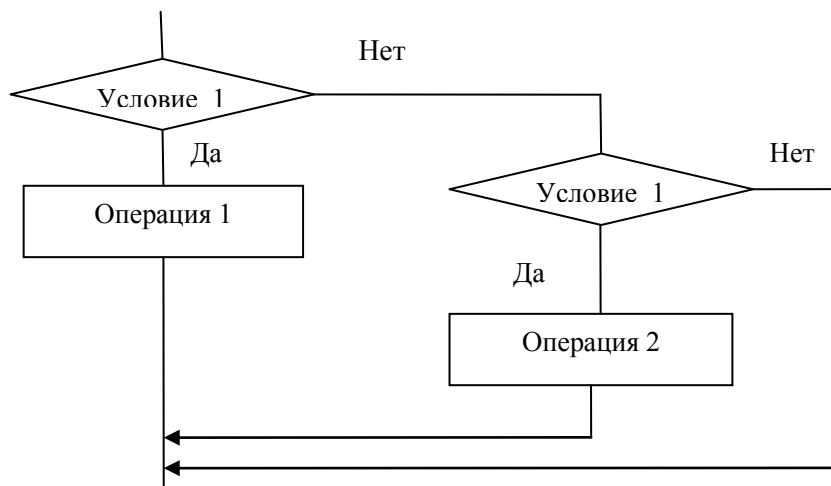 Нет
Условие 1
Да
Нет
Операция 1
Условие 1
Да
Операция 2